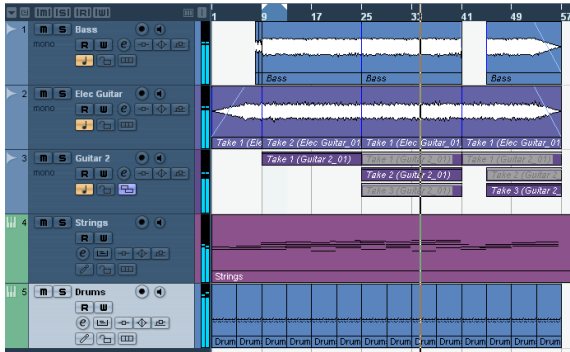 m S R W
1 9 17 25 33 41 49 57
1 m S Bass
mono R W e
Bass Bass Bass
2 m S Elec Guitar
mono R W e
Take 1 (Ele Take 2 (Elec Guitar_01) Take 1 (Elec Guitar_01) Take 1 (Elec Guitar_01
3 m S Guitar 2
mono R W e
Take 1 (Guitar 2_01) Take 1 (Guitar 2_01) Take 1 (Guitar 2_01)
Take 2 (Guitar 2_01) Take 2 (Guitar 2_
Take 3 (Guitar 2_01) Take 3 (Guitar 2_
4 m S Strings
R W
e
Strings
5 m S Drums
R W
e
Drum Drum Drum Drum Drum Drum Drum Drum Drum Drum Drum Drum Drum Drum